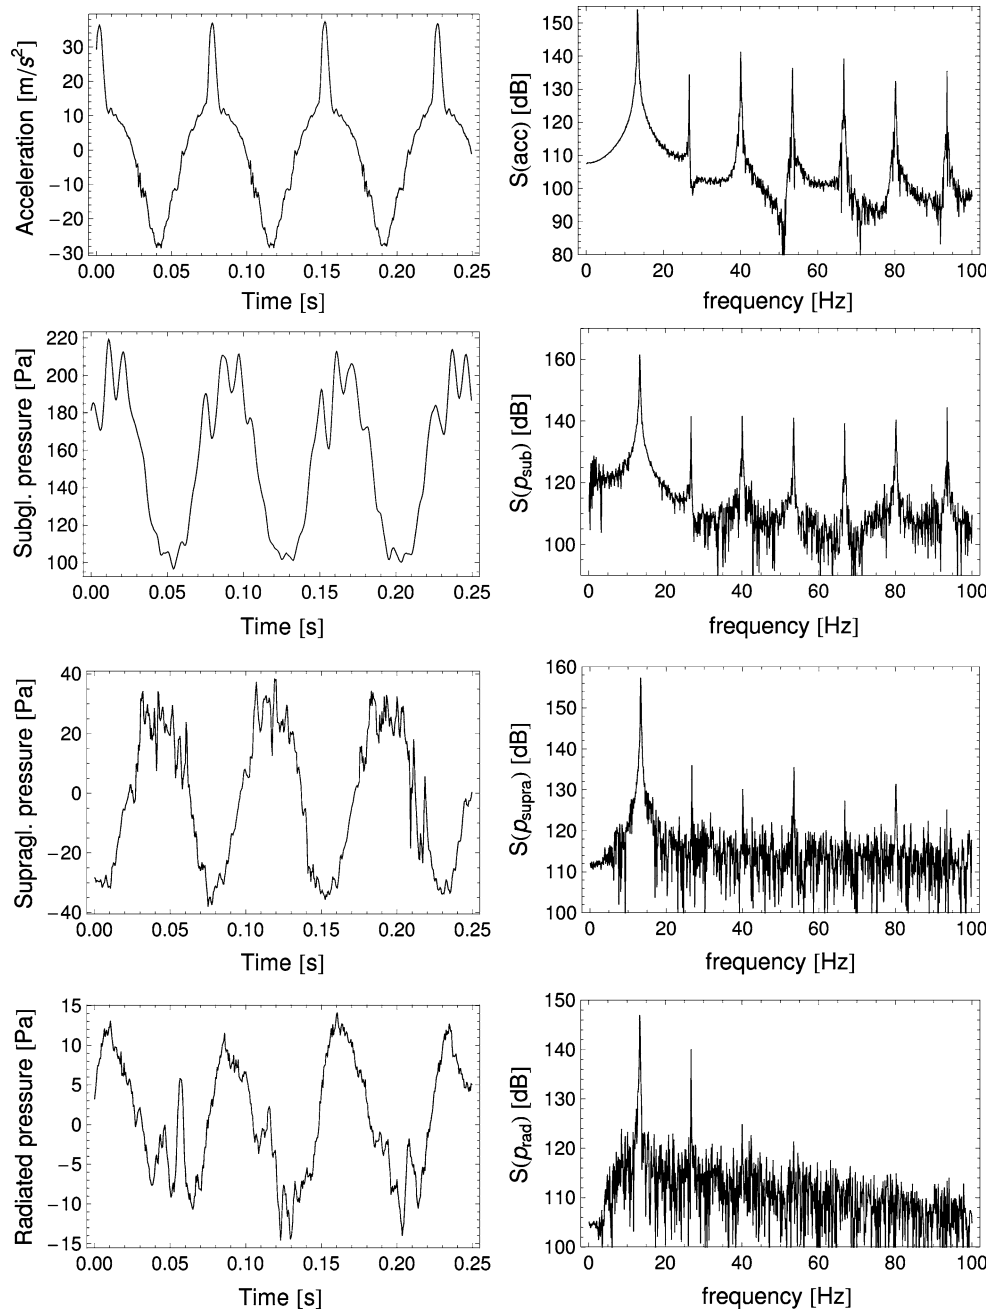 Acceleration [m/s²]
30
20
10
0
−10
−20
−30
0.00 0.05 0.10 0.15 0.20 0.25
Time [s]
S(acc) [dB]
150
140
130
120
110
100
90
80
0 20 40 60 80 100
frequency [Hz]
Subgl. pressure [Pa]
220
200
180
160
140
120
100
0.00 0.05 0.10 0.15 0.20 0.25
Time [s]
S(psub) [dB]
160
140
120
100
0 20 40 60 80 100
frequency [Hz]
Supragl. pressure [Pa]
40
20
0
−20
−40
0.00 0.05 0.10 0.15 0.20 0.25
Time [s]
S(psupra) [dB]
160
150
140
130
120
110
100
0 20 40 60 80 100
frequency [Hz]
Radiated pressure [Pa]
15
10
5
0
−5
−10
−15
0.00 0.05 0.10 0.15 0.20 0.25
Time [s]
S(prad) [dB]
150
140
130
120
110
100
0 20 40 60 80 100
frequency [Hz]